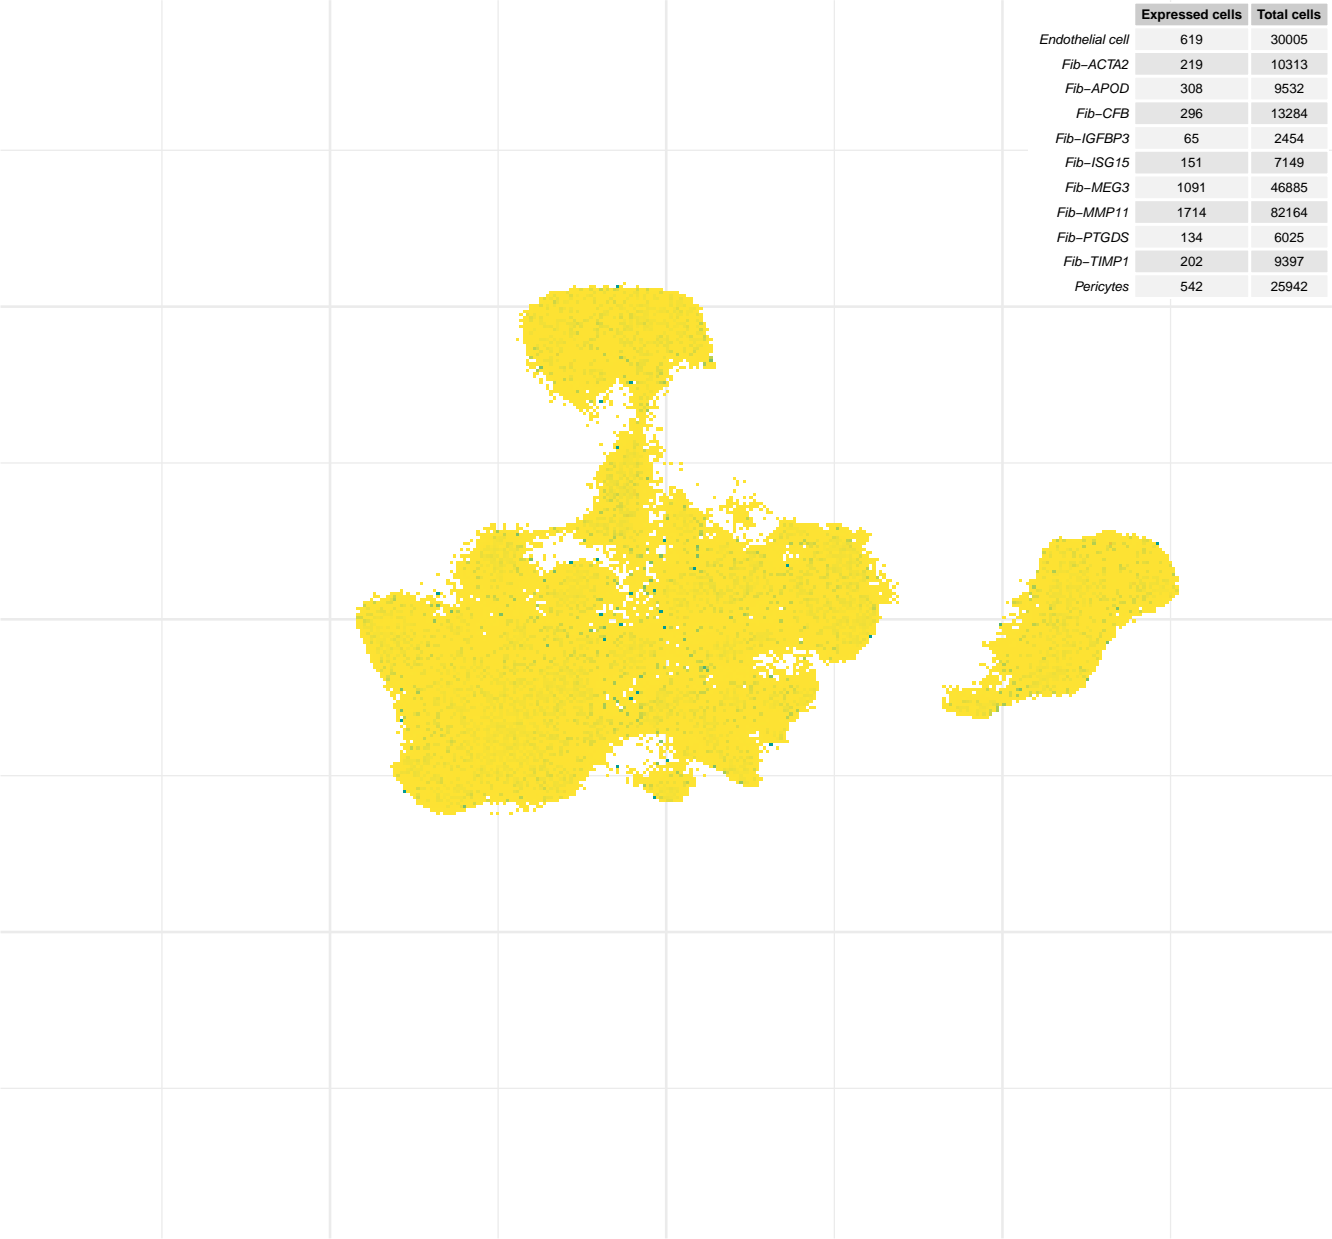 Expressed cells Total cells
Endothelial cell 619 30005
Fib−ACTA2 219 10313
Fib−APOD 308 9532
Fib−CFB 296 13284
Fib−IGFBP3 65 2454
Fib−ISG15 151 7149
Fib−MEG3 1091 46885
Fib−MMP11 1714 82164
Fib−PTGDS 134 6025
Fib−TIMP1 202 9397
Pericytes 542 25942